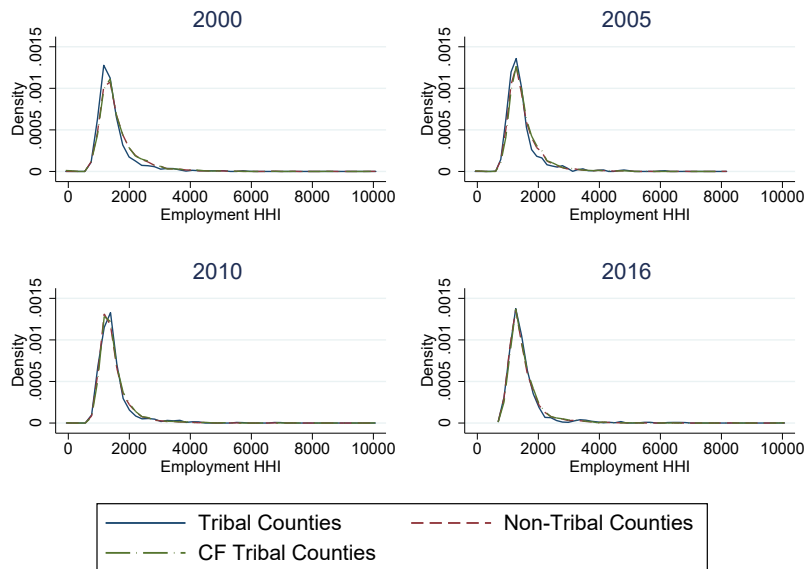 2000
Density
0 .0005 .001 .0015
0 2000 4000 6000 8000 10000
Employment HHI
2005
Density
0 .0005 .001 .0015
0 2000 4000 6000 8000 10000
Employment HHI
2010
Density
0 .0005 .001 .0015
0 2000 4000 6000 8000 10000
Employment HHI
2016
Density
0 .0005 .001 .0015
0 2000 4000 6000 8000 10000
Employment HHI
Tribal Counties
Non-Tribal Counties
CF Tribal Counties